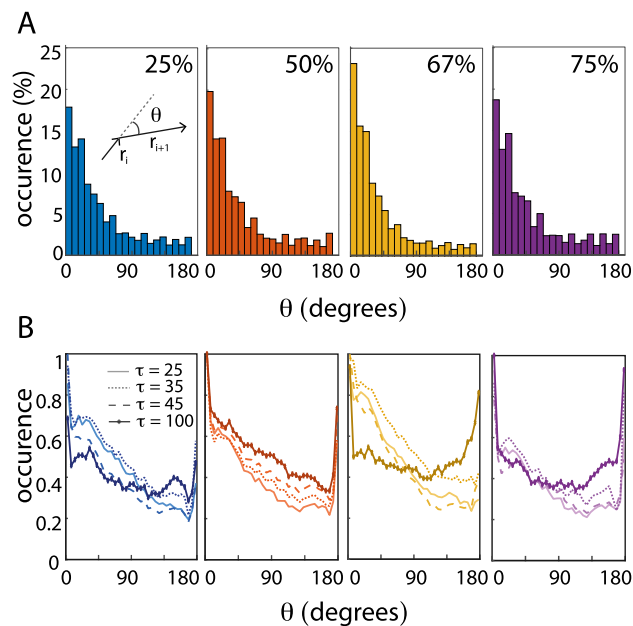 A
25%
50%
67%
75%
25
20
15
10
5
0
occurence (%)
θ
r i
r i+1
0 90 180
0 90 180
0 90 180
0 90 180
θ (degrees)
θ (degrees)
B
1
0.8
0.6
0.4
0.2
0
occurence
τ = 25
τ = 35
τ = 45
τ = 100
0 90 180
0 90 180
0 90 180
0 90 180
θ (degrees)
θ (degrees)